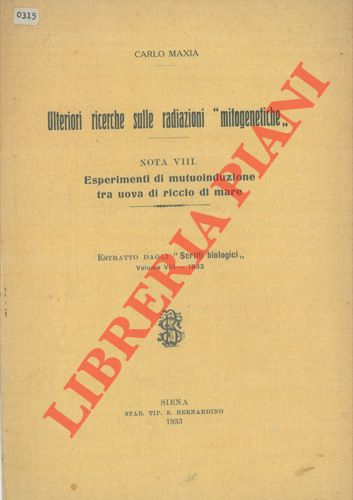 0315
CARLO MAXIA
Ulteriori ricerche sulle radiazioni "mitogenetiche„
NOTA VIII.
Esperimenti di mutuoinduzione
tra uova di riccio di mare
ESTRATTO DAGLI "Scritti biologici„
Volume VIII — 1933
SIENA
STAB. TIP. S. BERNARDINO
1933
LIBRERIA PIANI